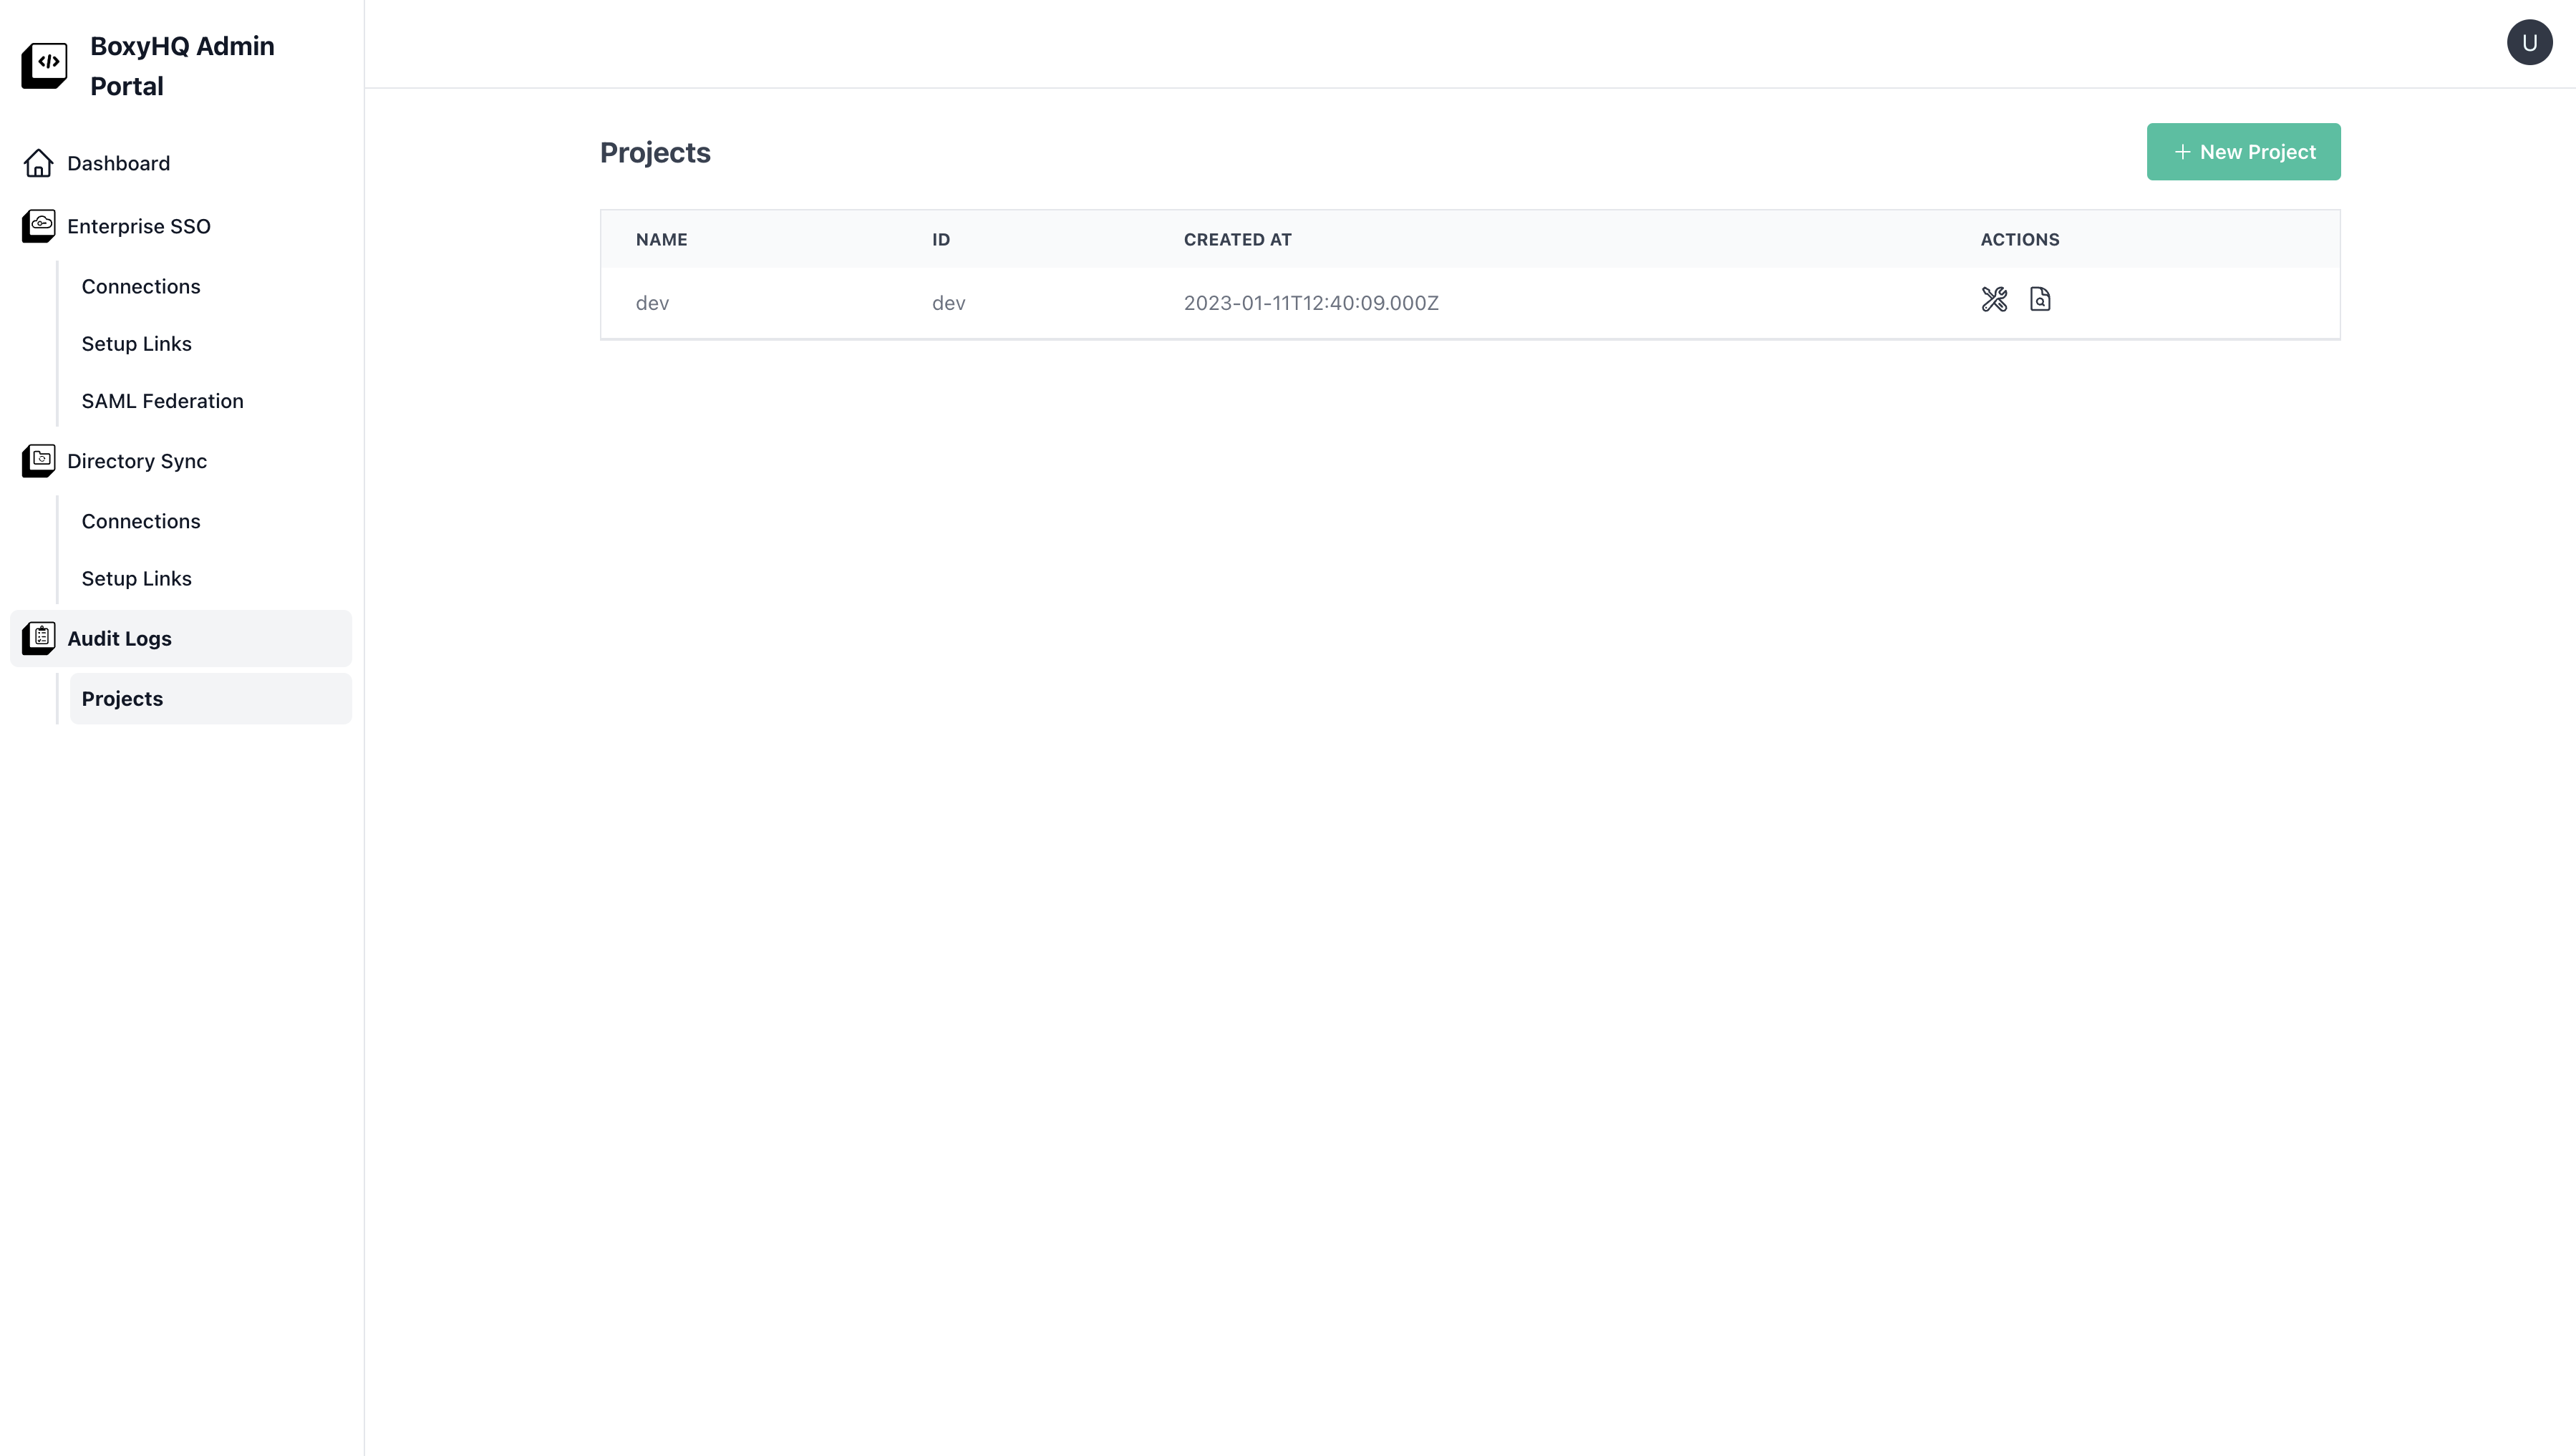 BoxyHQ Admin
Portal
U
Dashboard
Enterprise SSO
Connections
Setup Links
SAML Federation
Directory Sync
Connections
Setup Links
Audit Logs
Projects
Projects
+ New Project
NAME ID CREATED AT ACTIONS
dev dev 2023-01-11T12:40:09.000Z